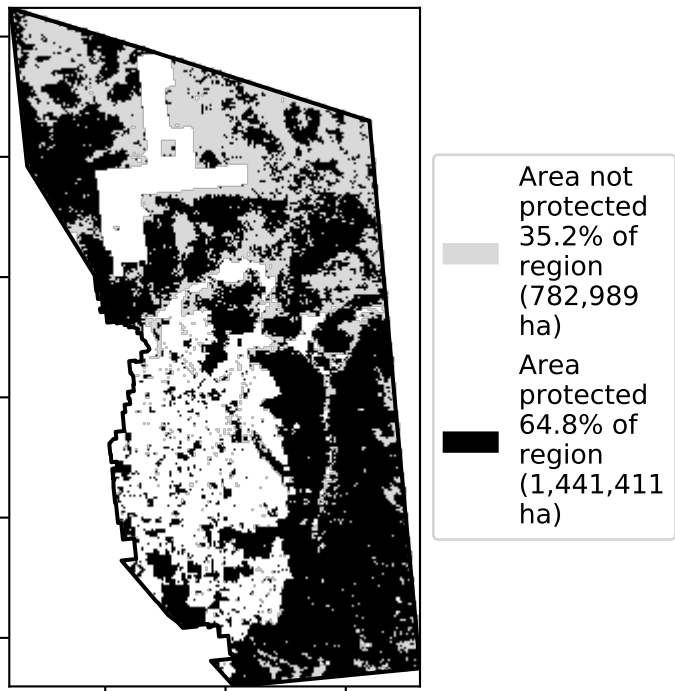 Area not
protected
35.2% of
region
(782,989
ha)
Area
protected
64.8% of
region
(1,441,411
ha)